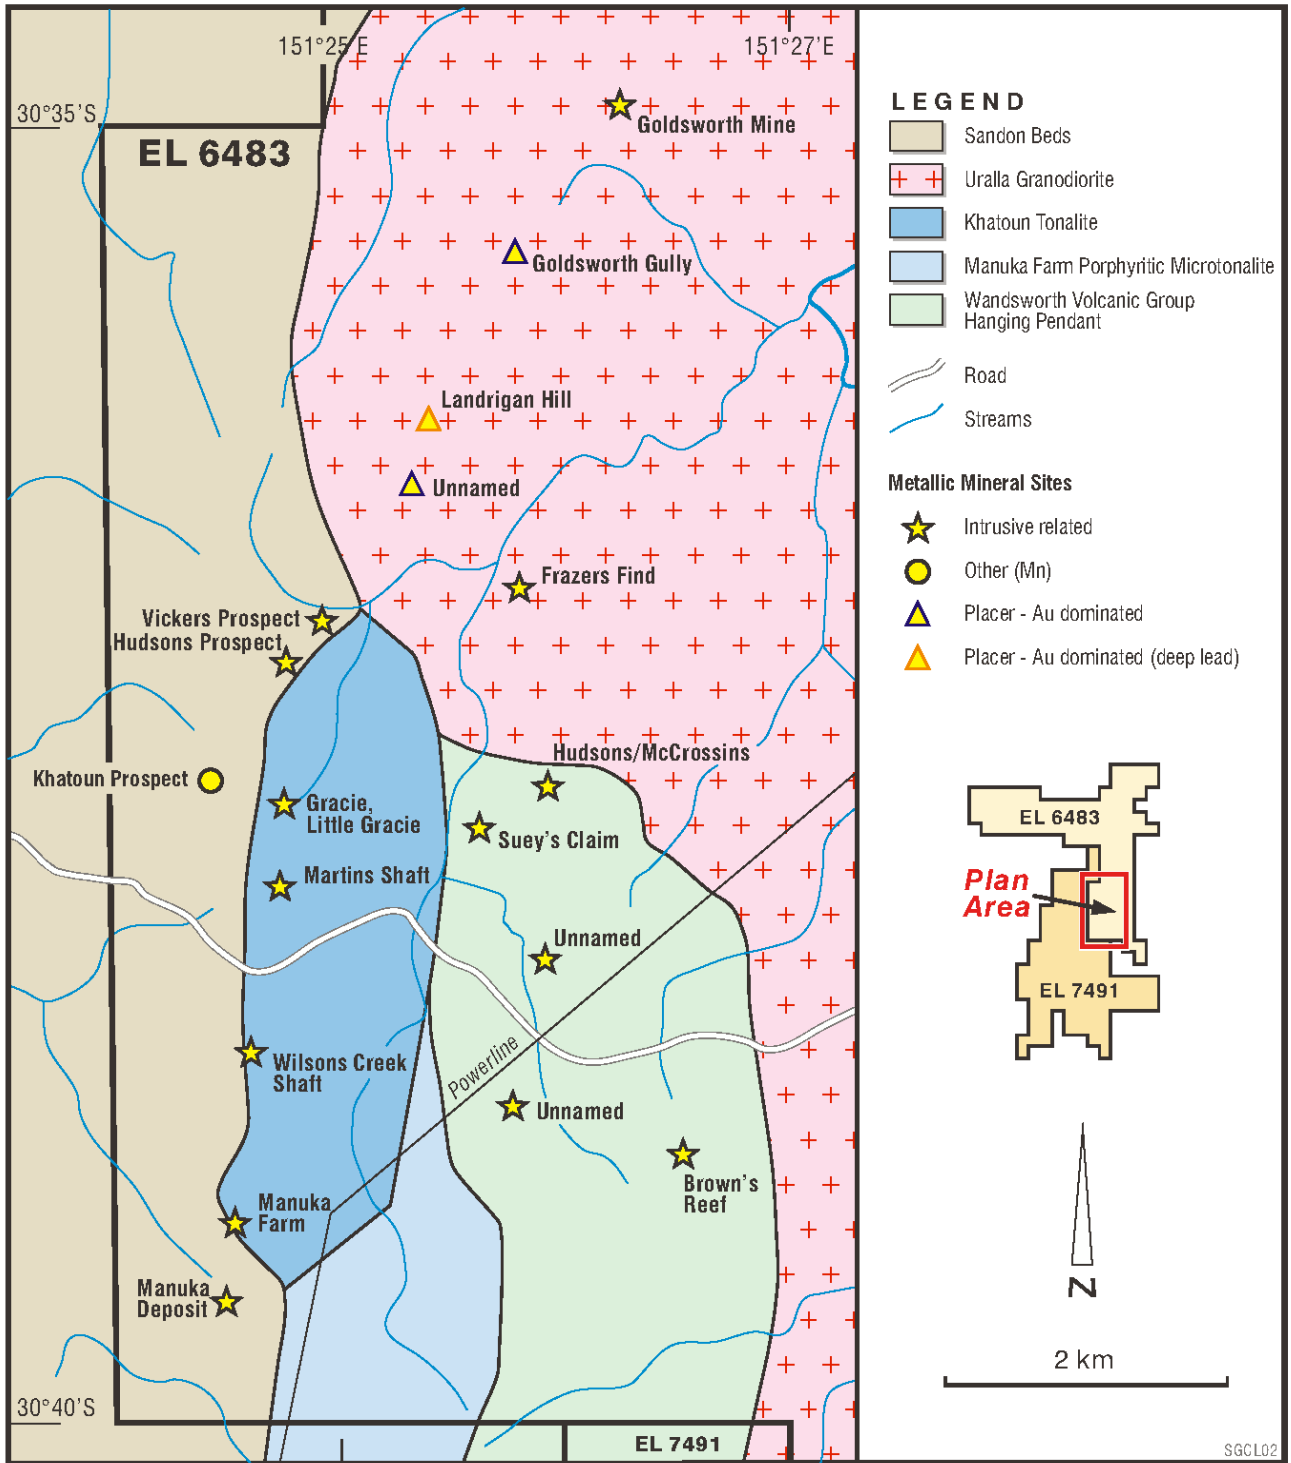 151°25'E
151°27'E
30°35'S
EL 6483
Goldsworth Mine
Goldsworth Gully
Landrigan Hill
Unnamed
Frazers Find
Vickers Prospect
Hudsons Prospect
Khatoun Prospect
Hudsons/McCrossins
Gracie,
Little Gracie
Suey's Claim
Martins Shaft
Unnamed
Powerline
Wilsons Creek
Shaft
Unnamed
Brown's
Reef
Manuka
Farm
Manuka
Deposit
30°40'S
EL 7491
LEGEND
Sandon Beds
Uralla Granodiorite
Khatoun Tonalite
Manuka Farm Porphyritic Microtonalite
Wandsworth Volcanic Group
Hanging Pendant
Road
Streams
Metallic Mineral Sites
Intrusive related
Other (Mn)
Placer - Au dominated
Placer - Au dominated (deep lead)
EL 6483
Plan
Area
EL 7491
N
2 km
SGCL02